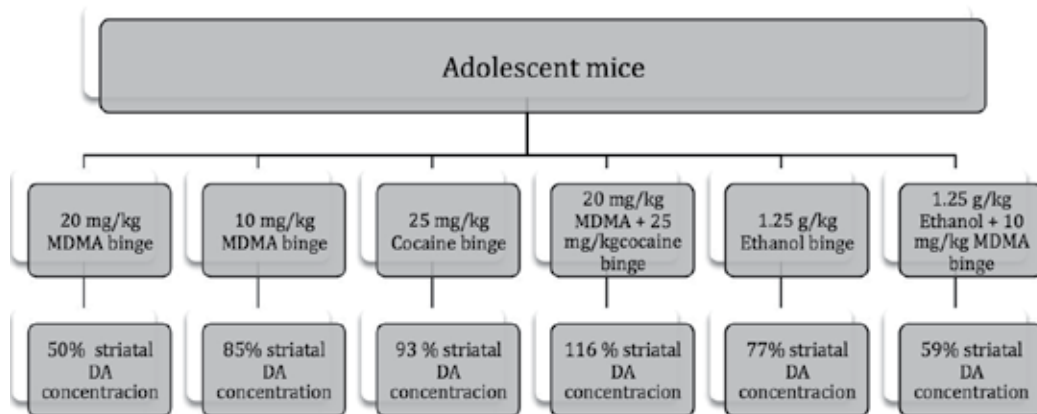 Adolescent mice
20 mg/kg
MDMA binge
10 mg/kg
MDMA binge
25 mg/kg
Cocaine binge
20 mg/kg
MDMA + 25
mg/kgcocaine
binge
1.25 g/kg
Ethanol binge
1.25 g/kg
Ethanol + 10
mg/kg MDMA
binge
50% striatal
DA
concentracion
85% striatal
DA
concentration
93 % striatal
DA
concentracion
116 % striatal
DA
concentracion
77% striatal
DA
concentracion
59% striatal
DA
concentration